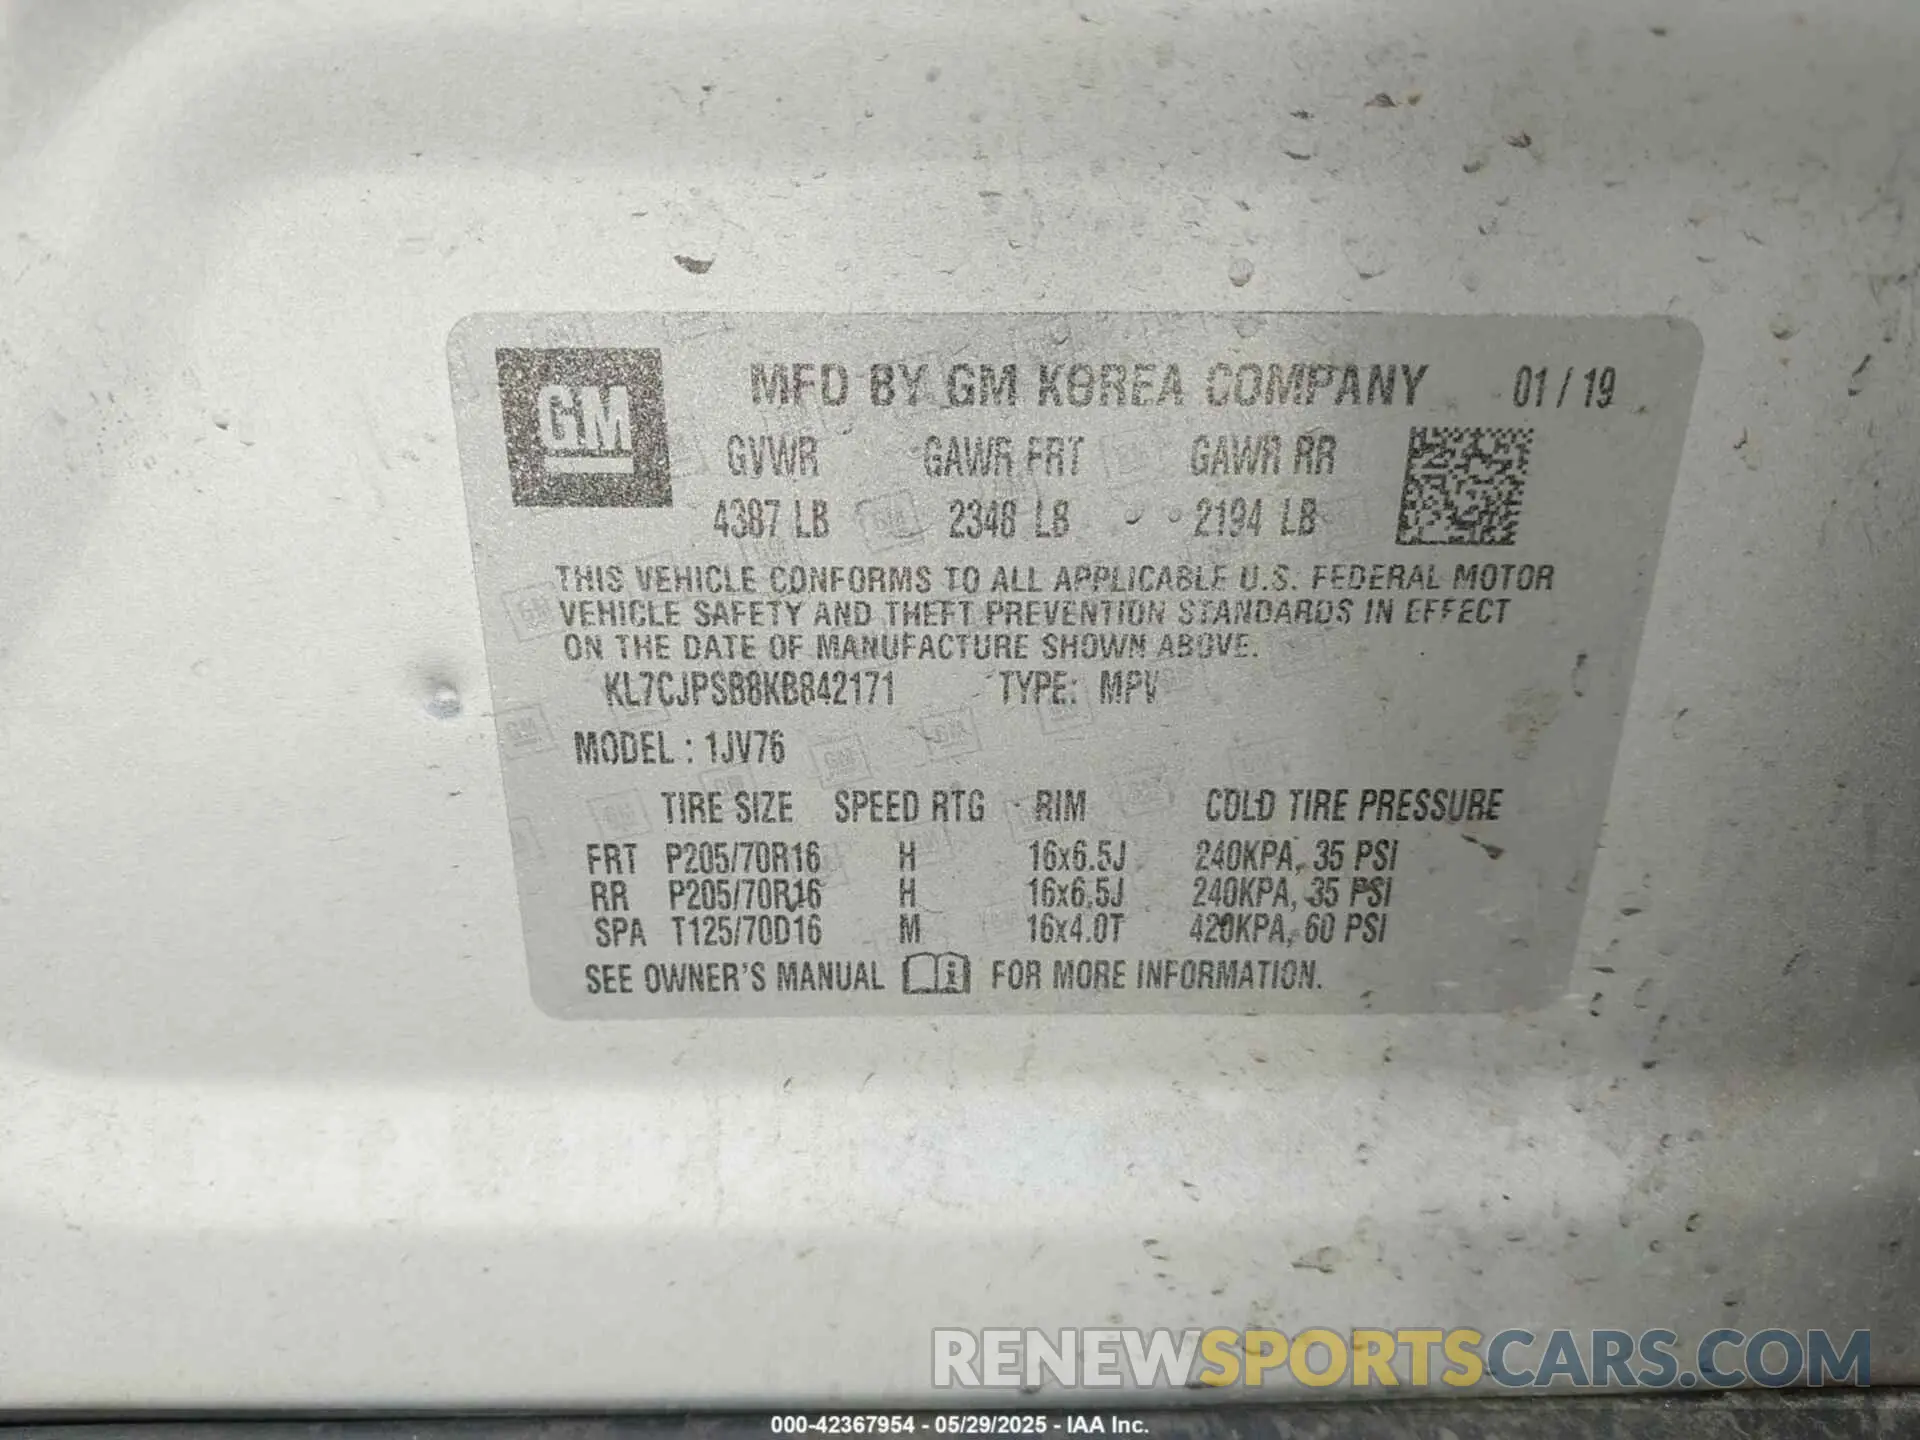 GM
MFD BY GM KOREA COMPANY 01 / 19
GVWR GAWR FRT GAWR RR
4387 LB 2348 LB 2194 LB
THIS VEHICLE CONFORMS TO ALL APPLICABLE U.S. FEDERAL MOTOR
VEHICLE SAFETY AND THEFT PREVENTION STANDARDS IN EFFECT
ON THE DATE OF MANUFACTURE SHOWN ABOVE.
KL7CJPSB8KB842171 TYPE: MPV
MODEL : 1JV76
TIRE SIZE SPEED RTG RIM COLD TIRE PRESSURE
FRT P205/70R16 H 16x6.5J 240KPA, 35 PSI
RR P205/70R16 H 16x6.5J 240KPA, 35 PSI
SPA T125/70D16 M 16x4.0T 420KPA, 60 PSI
SEE OWNER'S MANUAL FOR MORE INFORMATION.
RENEWSPORTSCARS.COM
000-42367954 - 05/29/2025 - IAA Inc.